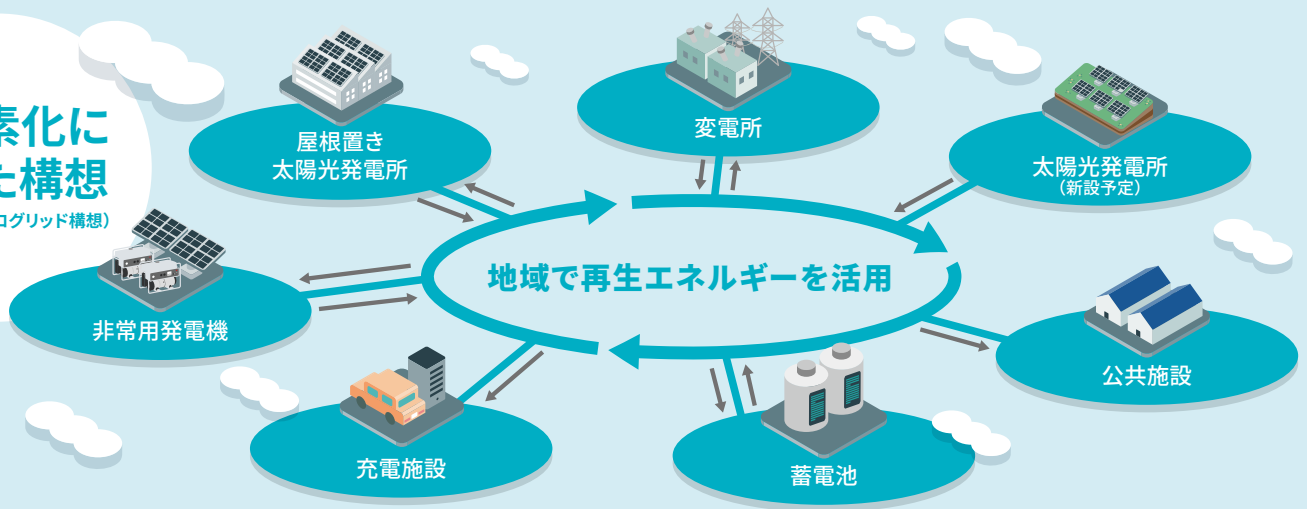 素化に
た構想
ログリッド構想）
屋根置き
太陽光発電所
変電所
太陽光発電所
（新設予定）
地域で再生エネルギーを活用
非常用発電機
公共施設
充電施設
蓄電池